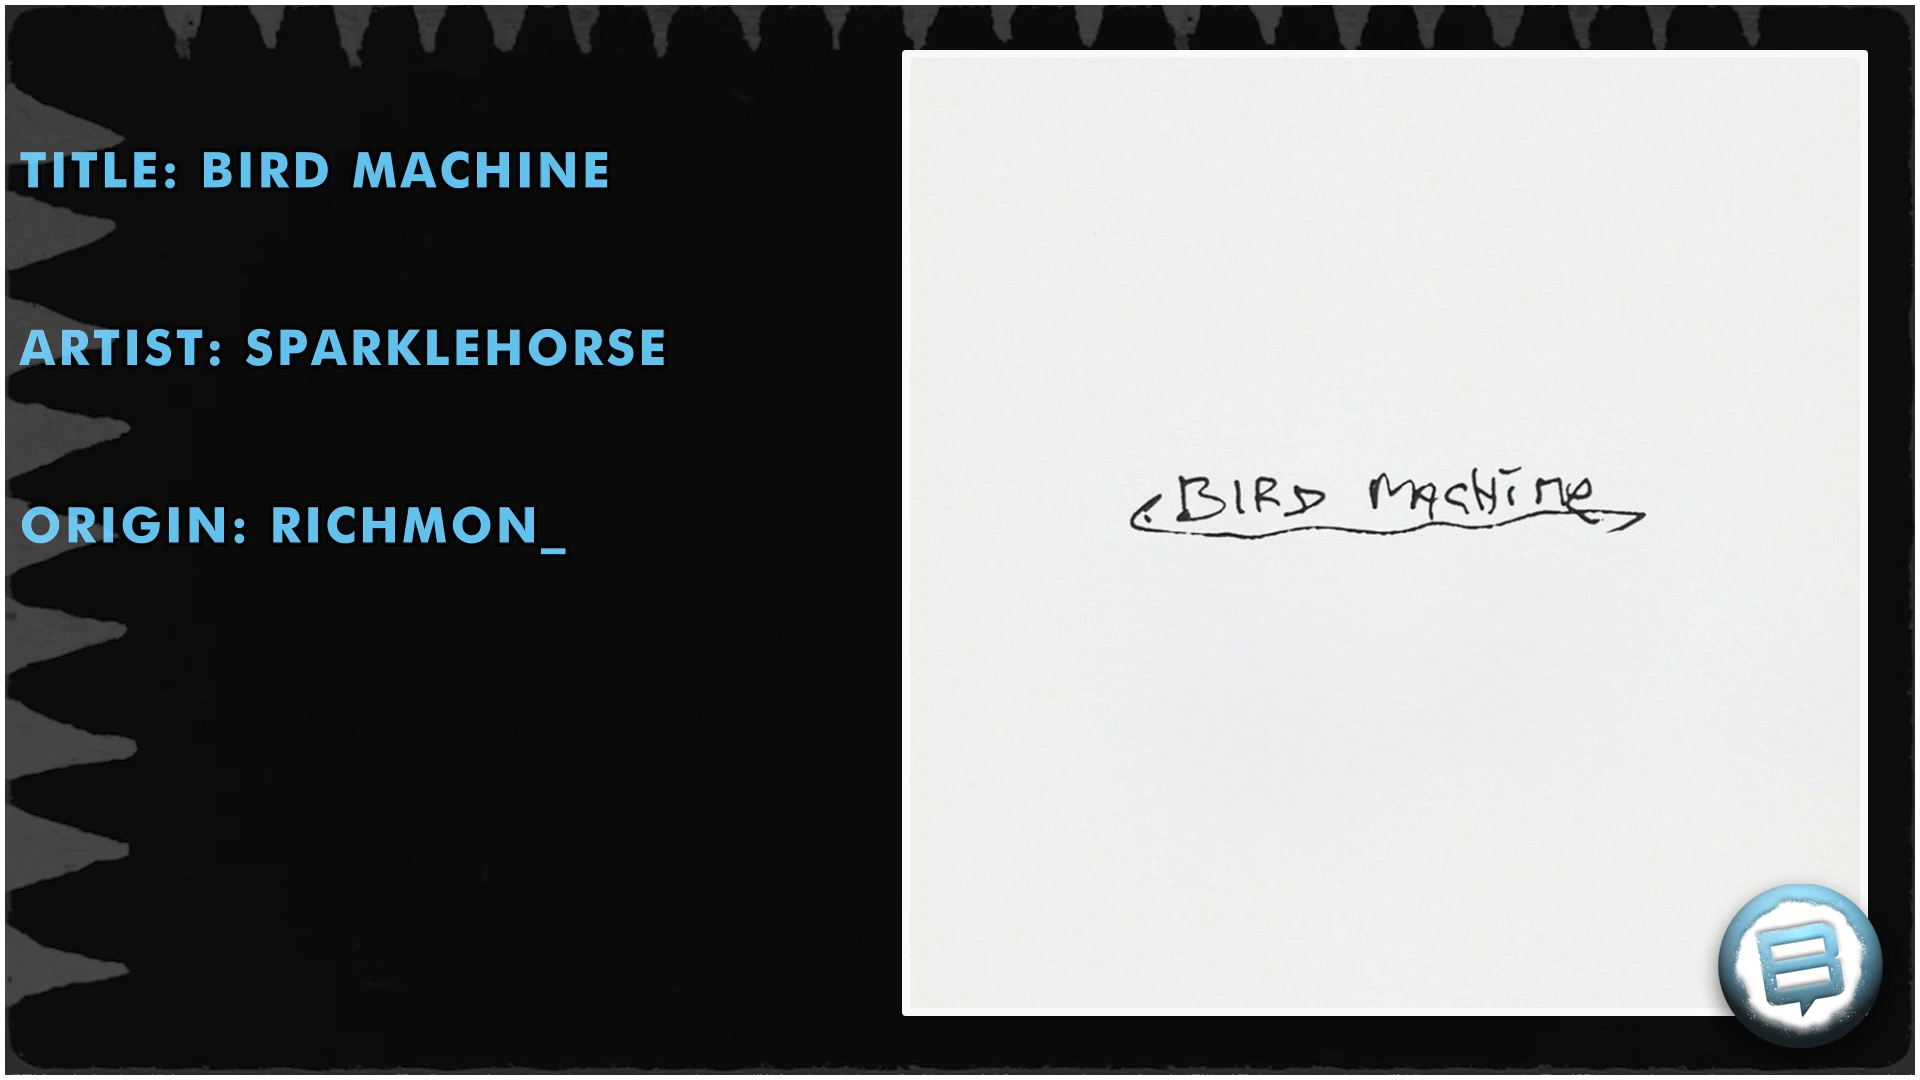 TITLE: BIRD MACHINE
ARTIST: SPARKLEHORSE
ORIGIN: RICHMON_
BIRD MACHiNe
B